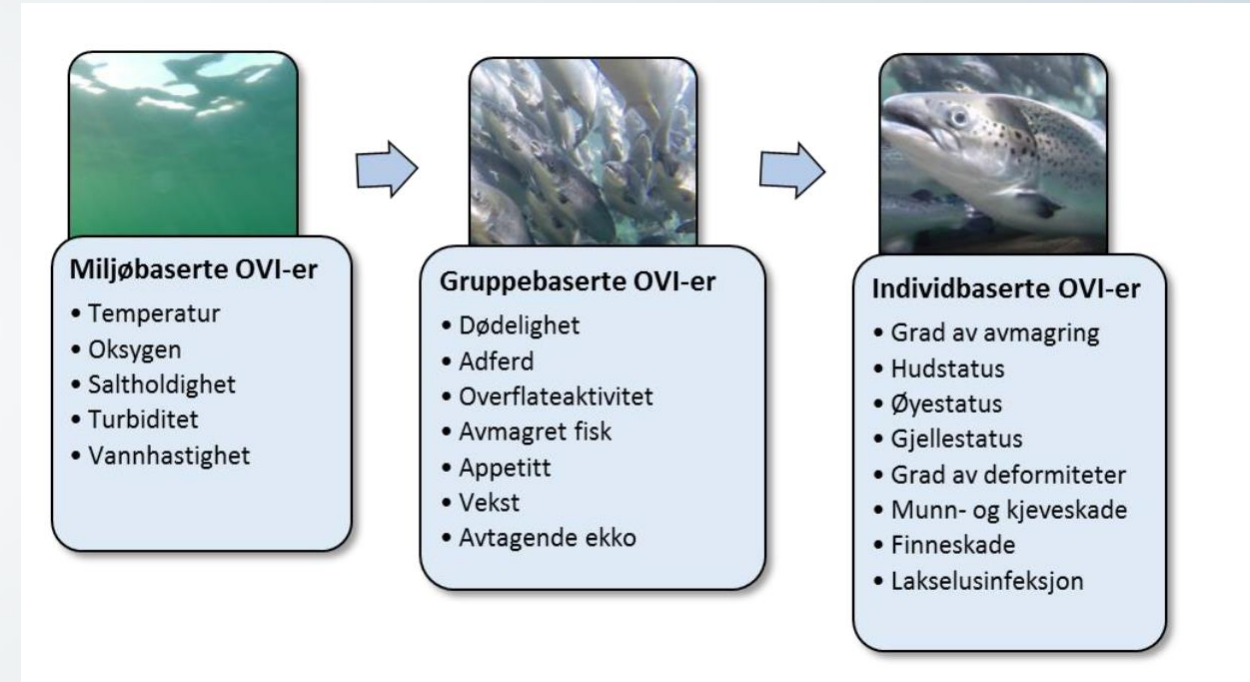 Miljøbaserte OVI-er
• Temperatur
• Oksygen
• Saltholdighet
• Turbiditet
• Vannhastighet
Gruppebaserte OVI-er
• Dødelighet
• Adferd
• Overflateaktivitet
• Avmagret fisk
• Appetitt
• Vekst
• Avtagende ekko
Individbaserte OVI-er
• Grad av avmagring
• Hudstatus
• Øyestatus
• Gjellestatus
• Grad av deformiteter
• Munn- og kjeveskade
• Finneskade
• Lakselusinfeksjon